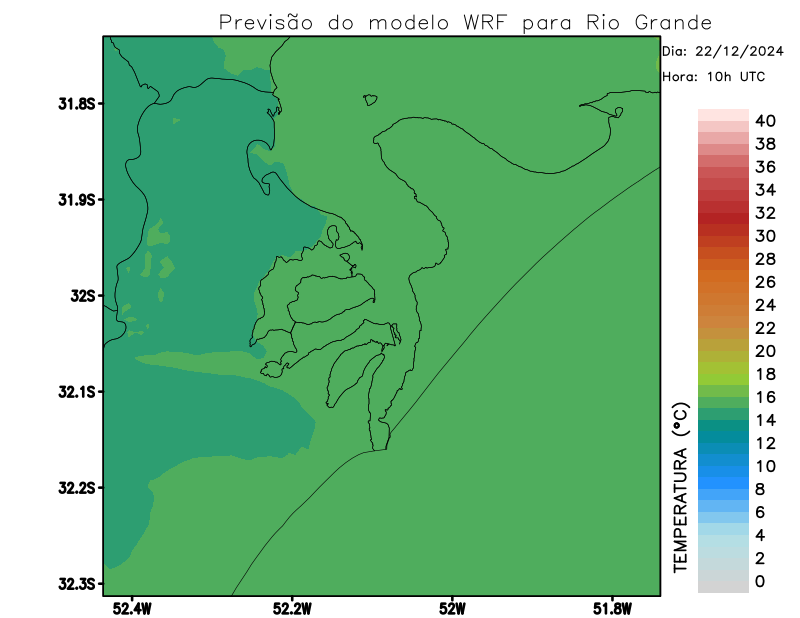 Previsão do modelo WRF para Rio Grande
Dia: 22/12/2024
Hora: 10h UTC
31.8S
31.9S
32S
32.1S
32.2S
32.3S
52.4W
52.2W
52W
51.8W
TEMPERATURA (°C)
40
38
36
34
32
30
28
26
24
22
20
18
16
14
12
10
8
6
4
2
0